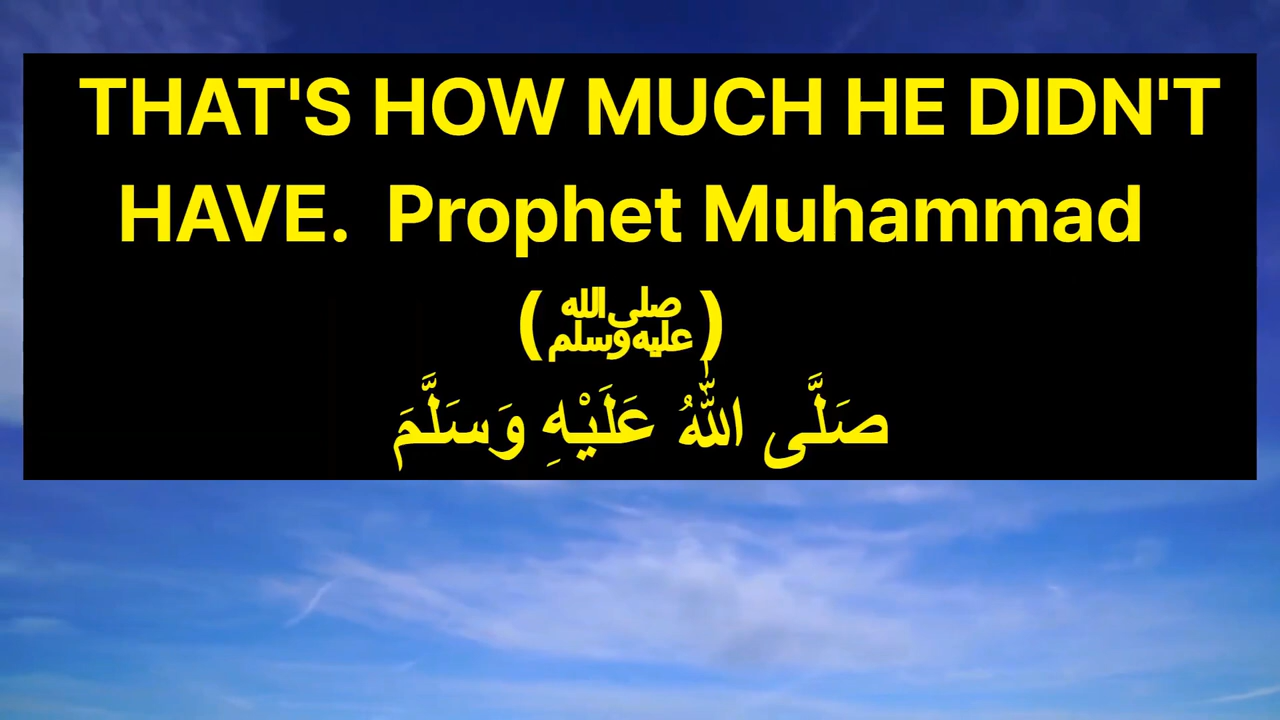 THAT'S HOW MUCH HE DIDN'T
HAVE. Prophet Muhammad
(ﷺ)
صَلَّى اللّٰهُ عَلَيْهِ وَسَلَّمَ